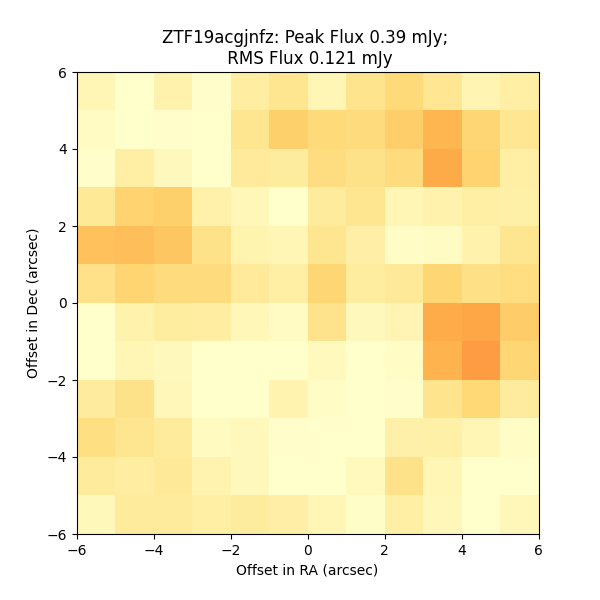 ZTF19acgjnfz: Peak Flux 0.39 mJy;
RMS Flux 0.121 mJy
6
4
2
0
−2
−4
−6
Offset in Dec (arcsec)
−6 −4 −2 0 2 4 6
Offset in RA (arcsec)